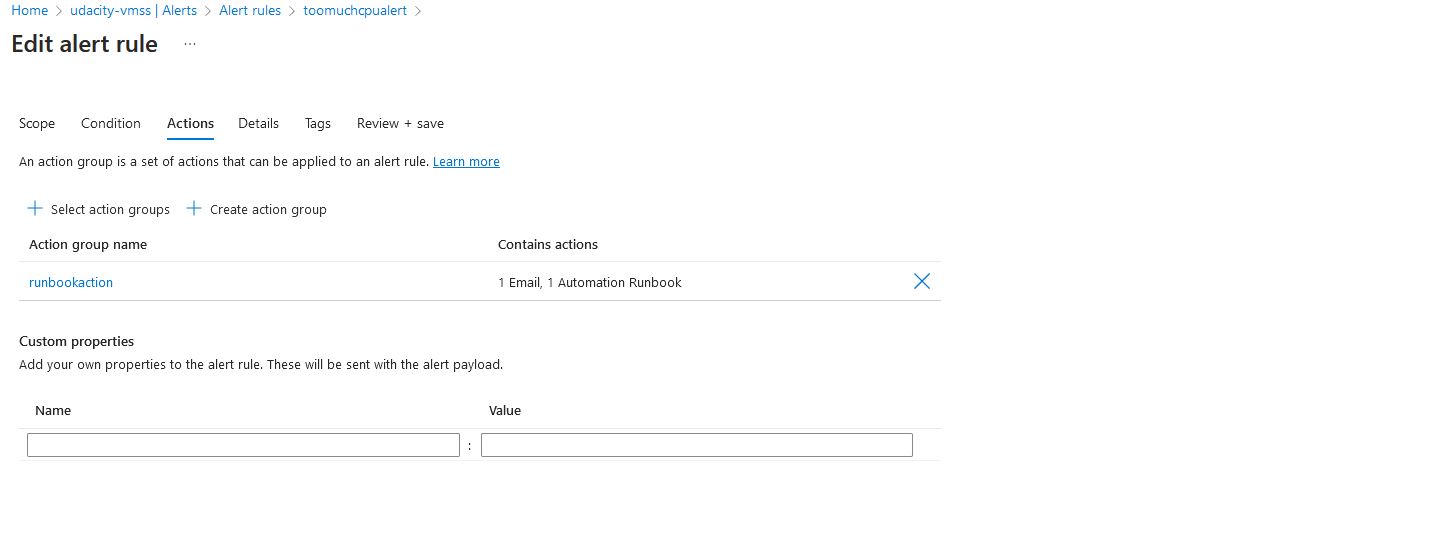 Home > udacity-vmss | Alerts > Alert rules > toomuchcpualert >
Edit alert rule ...
Scope Condition Actions Details Tags Review + save
An action group is a set of actions that can be applied to an alert rule. Learn more
+ Select action groups + Create action group
Action group name Contains actions
runbookaction 1 Email, 1 Automation Runbook
Custom properties
Add your own properties to the alert rule. These will be sent with the alert payload.
Name Value
: